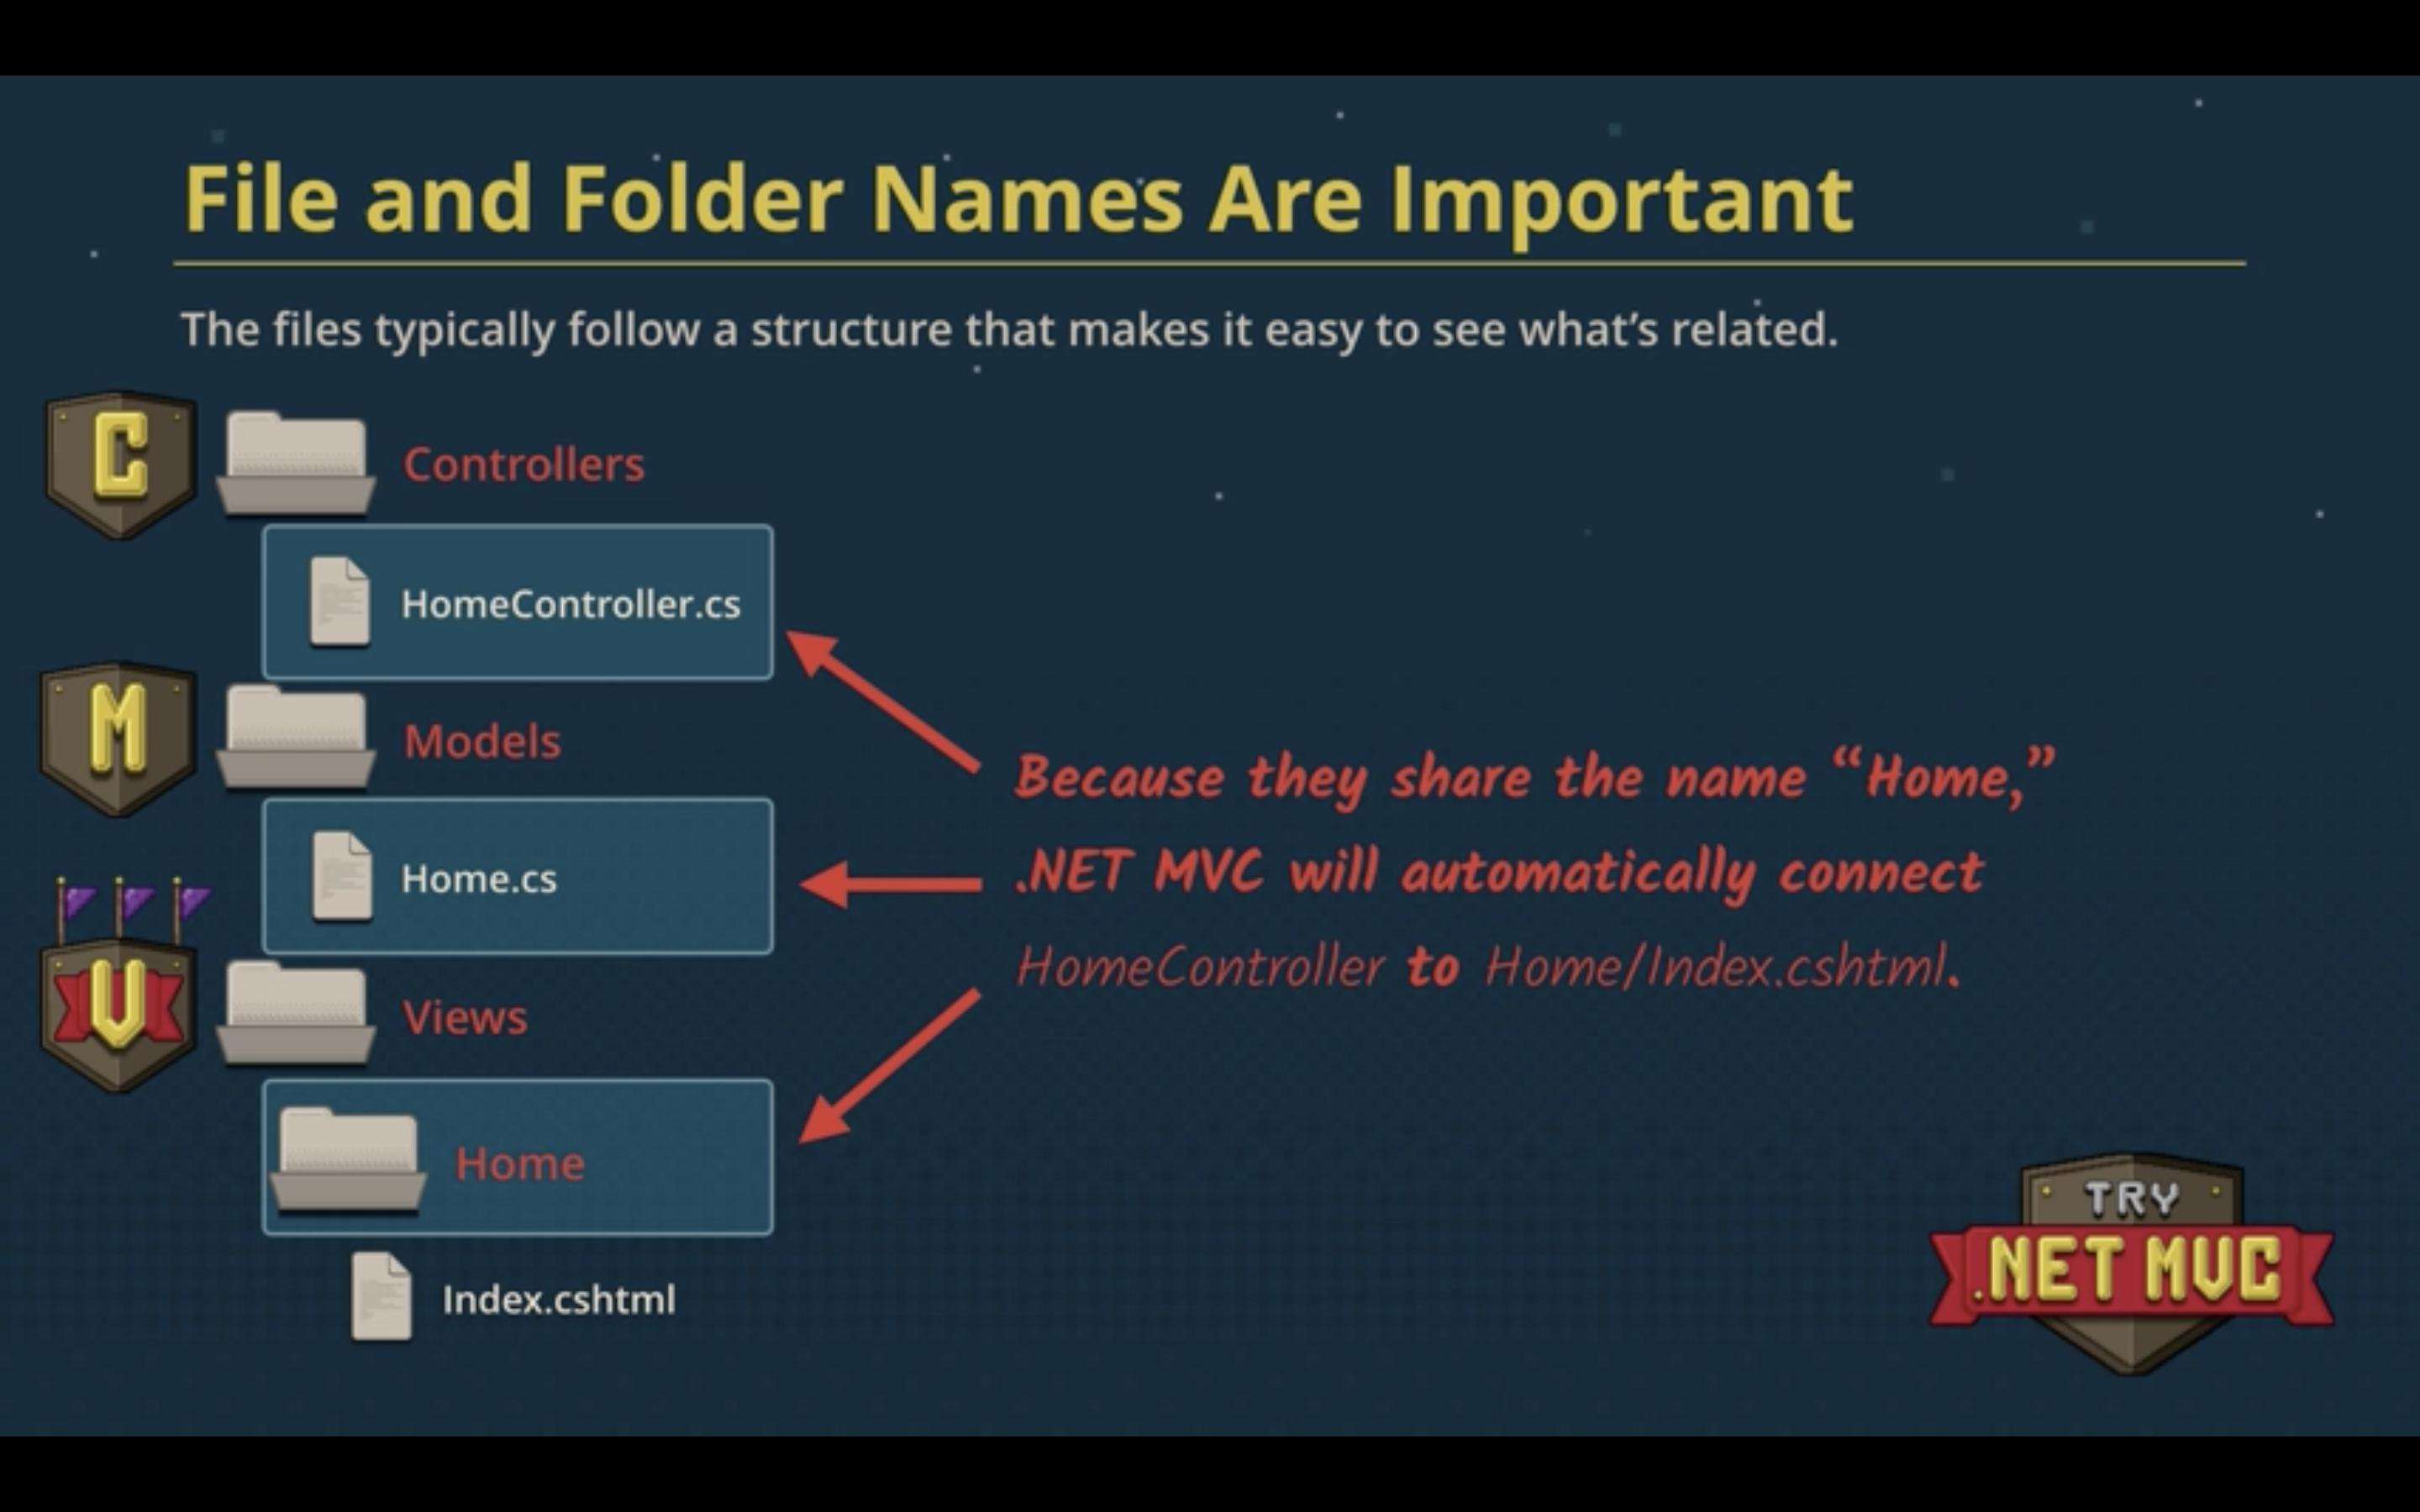 File and Folder Names Are Important
The files typically follow a structure that makes it easy to see what’s related.
C
Controllers
HomeController.cs
M
Models
Home.cs
V
Views
Home
Index.cshtml
Because they share the name “Home,”
.NET MVC will automatically connect
HomeController to Home/Index.cshtml.
TRY
.NET MVC